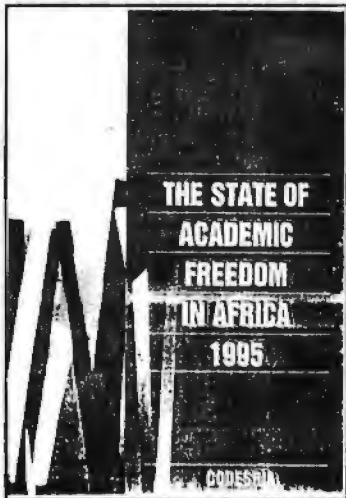 THE STATE OF
ACADEMIC
FREEDOM
IN AFRICA
1995
CODESRIA